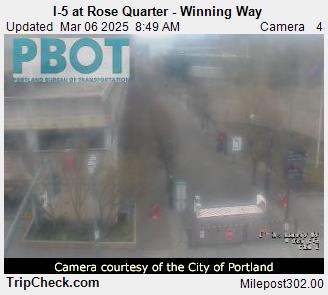 I-5 at Rose Quarter - Winning Way
Updated Mar 06 2025 8:49 AM Camera 4
PBOT
PORTLAND BUREAU OF TRANSPORTATION
Camera courtesy of the City of Portland
TripCheck.com Milepost302.00